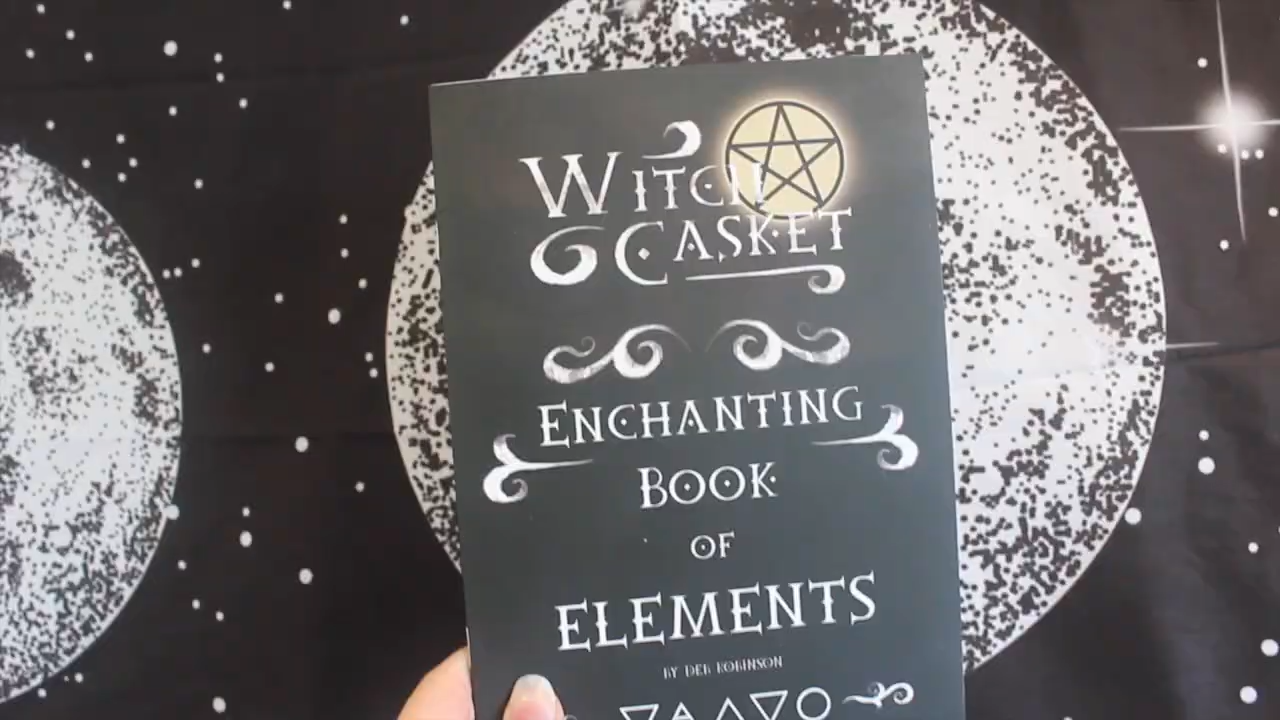 WITCH
CASKET
ENCHANTING
BOOK
OF
ELEMENTS
BY DEB ROBINSON